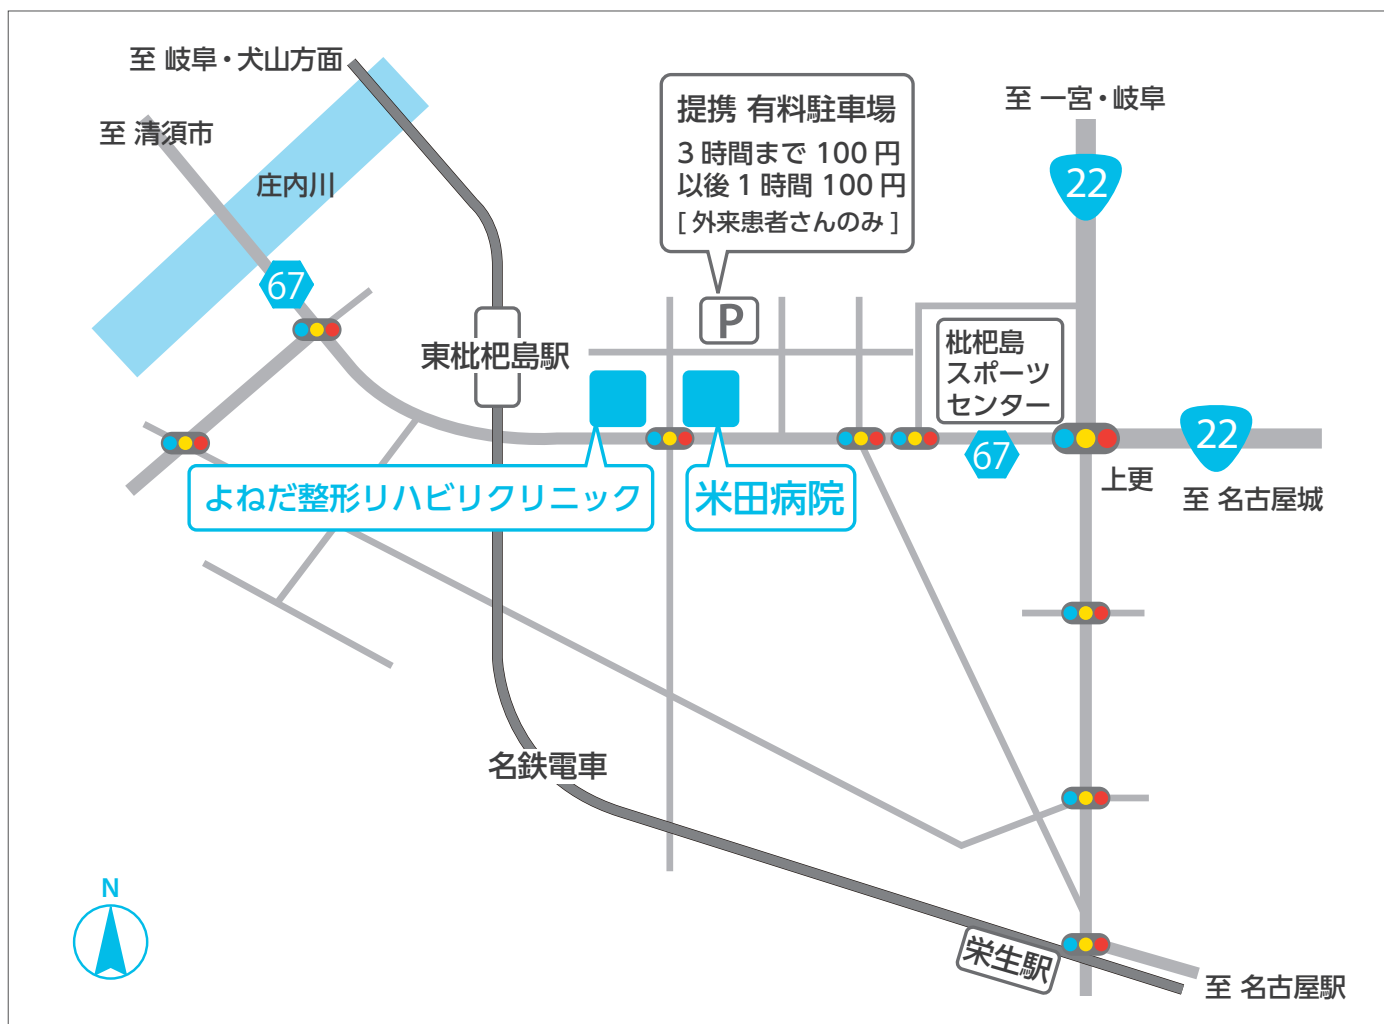 至 岐阜・犬山方面
至 清須市
庄内川
67
提携 有料駐車場
3 時間まで 100 円
以後 1 時間 100 円
[ 外来患者さんのみ ]
P
至 一宮・岐阜
22
東枇杷島駅
枇杷島
スポーツ
センター
67
22
上更
至 名古屋城
よねだ整形リハビリクリニック
米田病院
名鉄電車
栄生駅
至 名古屋駅
N